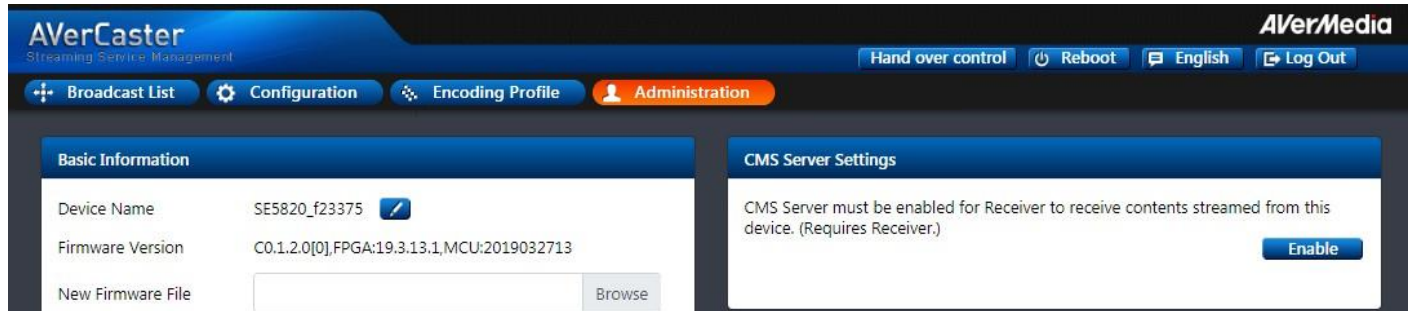 AVerCaster
Streaming Service Management
AVerMedia
Hand over control Reboot English Log Out
Broadcast List Configuration Encoding Profile Administration
Basic Information
Device Name SE5820_f23375
Firmware Version C0.1.2.0[0],FPGA:19.3.13.1,MCU:2019032713
New Firmware File Browse
CMS Server Settings
CMS Server must be enabled for Receiver to receive contents streamed from this
device. (Requires Receiver.)
Enable